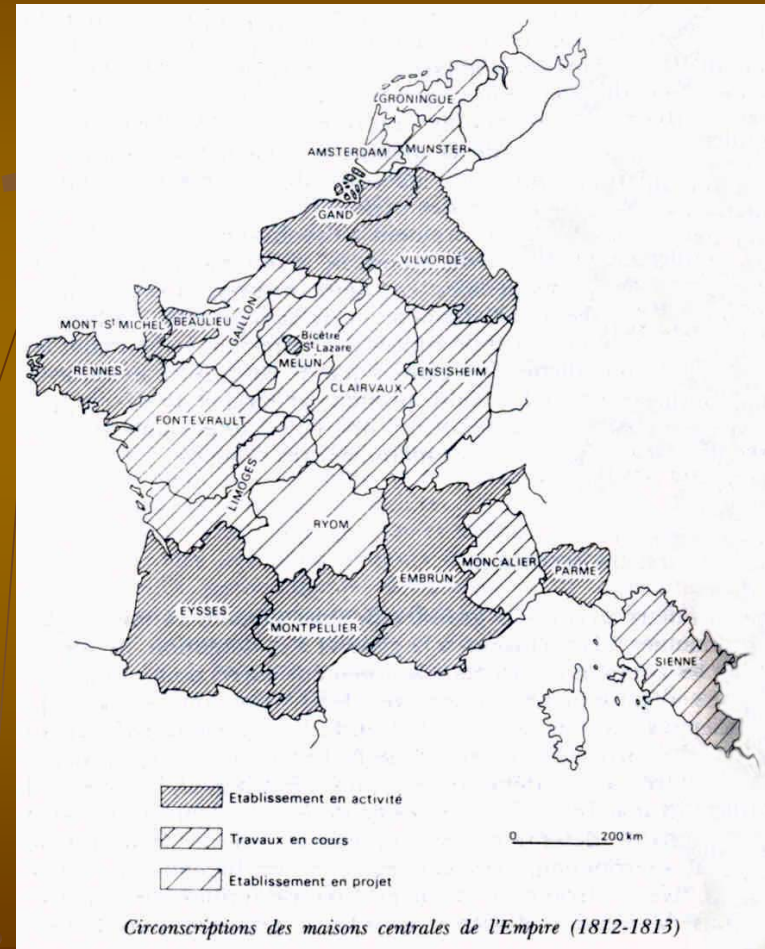 GRONINGUE
AMSTERDAM
MUNSTER
GAND
VILVORDE
MONT St MICHEL
BEAULIEU
GAILLON
Bicêtre
St Lazare
MELUN
RENNES
CLAIRVAUX
ENSISHEIM
FONTEVRAULT
LIMOGES
RYOM
MONCALIER
PARME
EMBRUN
EYSSES
MONTPELLIER
SIENNE
Etablissement en activité
Travaux en cours
0 200 km
Etablissement en projet
Circonscriptions des maisons centrales de l'Empire (1812-1813)